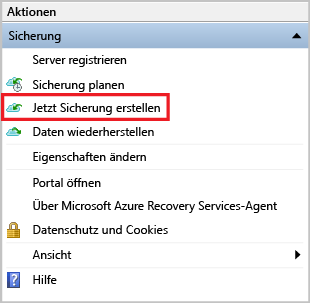 Aktionen
Sicherung
Server registrieren
Sicherung planen
Jetzt Sicherung erstellen
Daten wiederherstellen
Eigenschaften ändern
Portal öffnen
Über Microsoft Azure Recovery Services-Agent
Datenschutz und Cookies
Ansicht
Hilfe